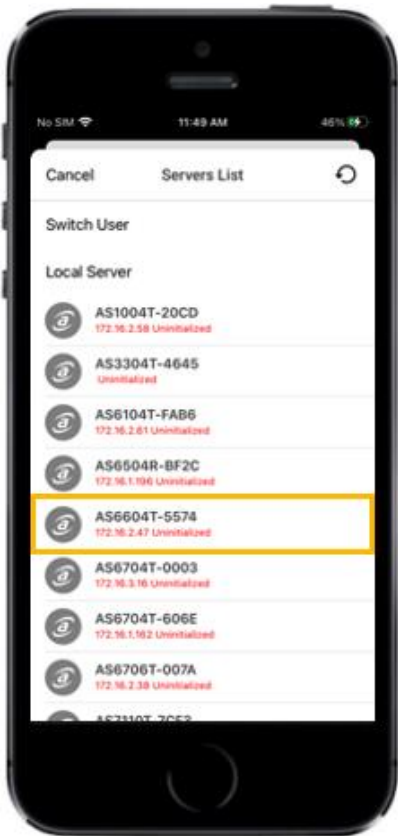 No SIM 11:49 AM 46%
Cancel Servers List
Switch User
Local Server
AS1004T-20CD
172.16.2.58 Uninitialized
AS3304T-4645
Uninitialized
AS6104T-FAB6
172.16.2.61 Uninitialized
AS6504R-BF2C
172.16.1.196 Uninitialized
AS6604T-5574
172.16.2.47 Uninitialized
AS6704T-0003
172.16.3.16 Uninitialized
AS6704T-606E
172.16.1.162 Uninitialized
AS6706T-007A
172.16.2.38 Uninitialized